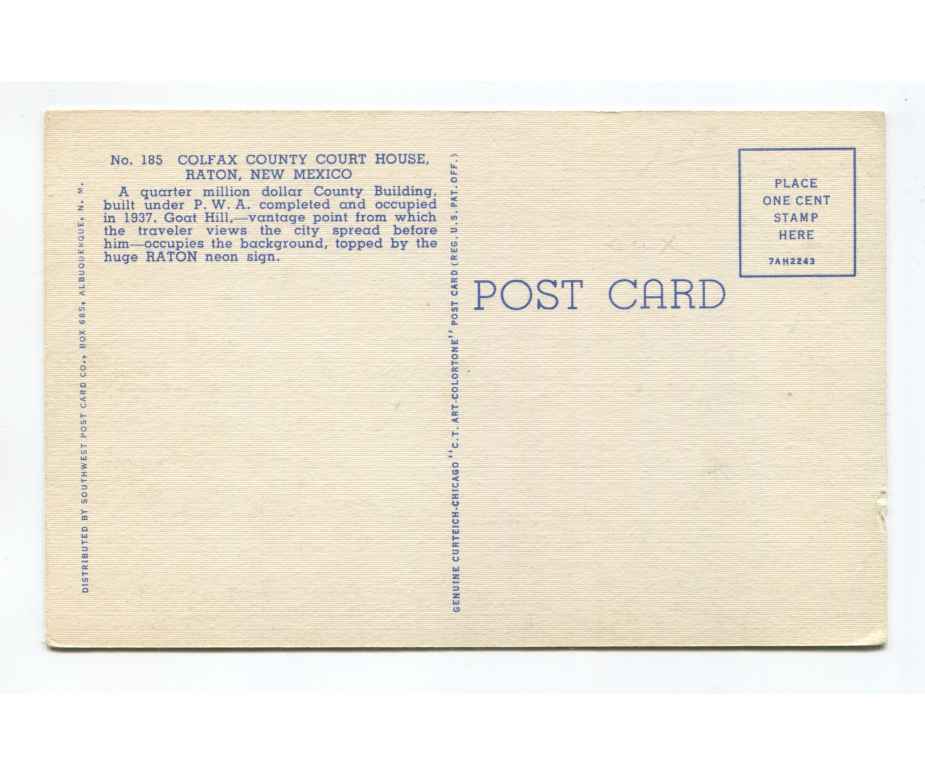 No. 185 COLFAX COUNTY COURT HOUSE,
RATON, NEW MEXICO
A quarter million dollar County Building,
built under P. W. A. completed and occupied
in 1937. Goat Hill,—vantage point from which
the traveler views the city spread before
him—occupies the background, topped by the
huge RATON neon sign.
DISTRIBUTED BY SOUTHWEST POST CARD CO., BOX 685, ALBUQUERQUE, N. M.
GENUINE CURTEICH-CHICAGO "C.T. ART-COLORTONE" POST CARD (REG. U.S. PAT. OFF.)
POST CARD
PLACE
ONE CENT
STAMP
HERE
7AH2243